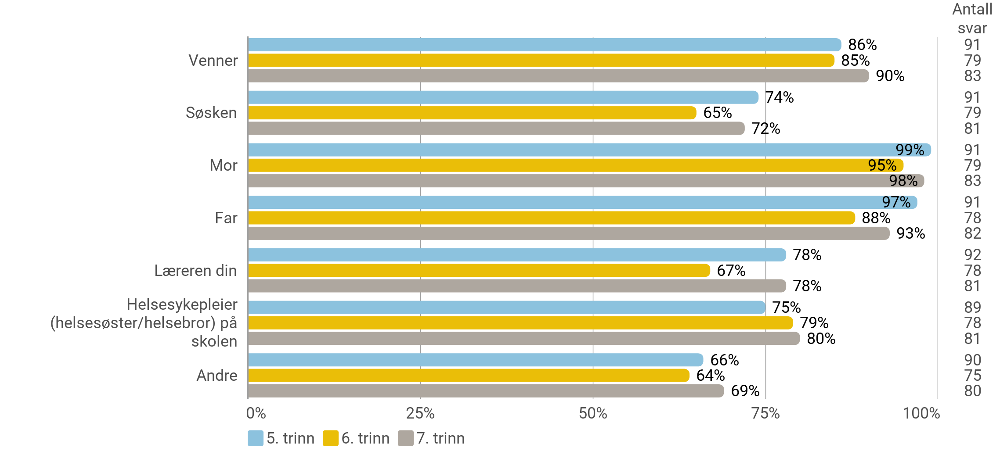 Antall
svar
Venner
86% 91
85% 79
90% 83
Søsken
74% 91
65% 79
72% 81
Mor
99% 91
95% 79
98% 83
Far
97% 91
88% 78
93% 82
Læreren din
78% 92
67% 78
78% 81
Helsesykepleier
(helsesøster/helsebror) på
skolen
75% 89
79% 78
80% 81
Andre
66% 90
64% 75
69% 80
0% 25% 50% 75% 100%
5. trinn 6. trinn 7. trinn